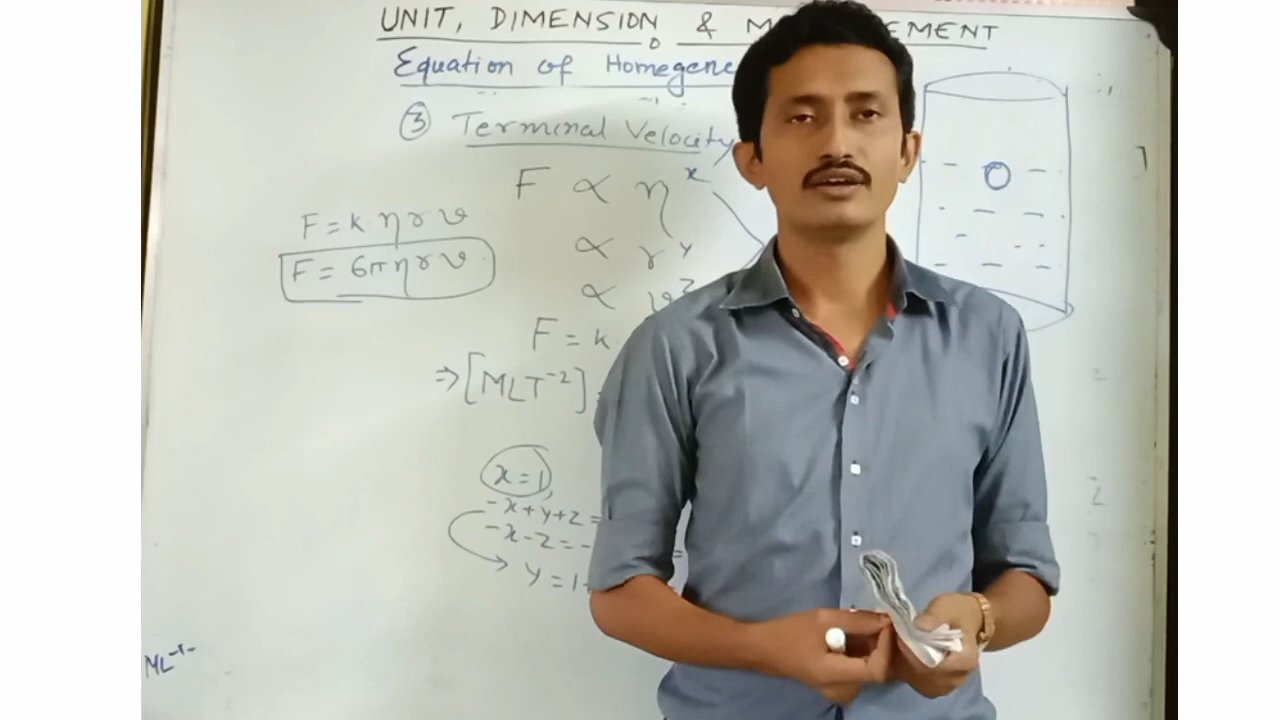 UNIT, DIMENSION & M EMENT
Equation of Homegene
③ Terminal Velocity
F ∝ η^x
∝ r^y
∝ v^z
F = k η r v
F = 6π η r v
F = k.
⇒ [MLT⁻²] =
x = 1,
-x+y+z =
-x-z = -
y = 1+
ML⁻¹